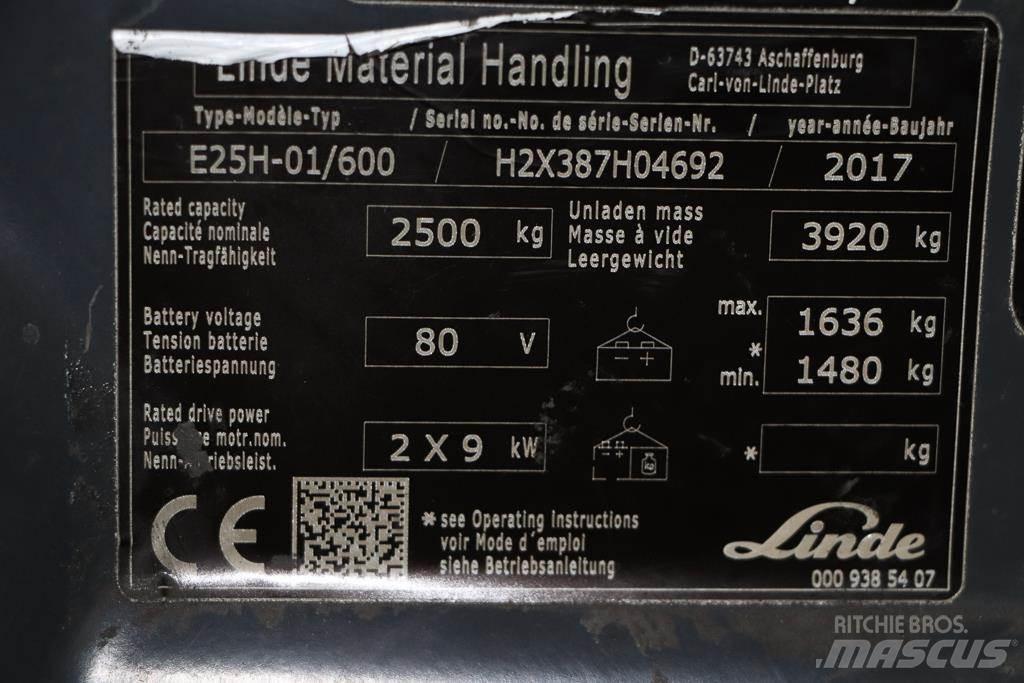 Linde Material Handling
D-63743 Aschaffenburg
Carl-von-Linde-Platz
Type-Modèle-Typ / Serial no.-No. de série-Serien-Nr. / year-année-Baujahr
E25H-01/600 / H2X387H04692 / 2017
Rated capacity
Capacité nominale
Nenn-Tragfähigkeit
2500 kg
Unladen mass
Masse à vide
Leergewicht
3920 kg
Battery voltage
Tension batterie
Batteriespannung
80 V
- +
max. 1636 kg
*
min. 1480 kg
Rated drive power
motr.nom.
2 X 9 kW
kg
* kg
CE
* see Operating Instructions
voir Mode d'emploi
siehe Betriebsanleitung
Linde
000 938 54 07
RITCHIE BROS.
MASCUS